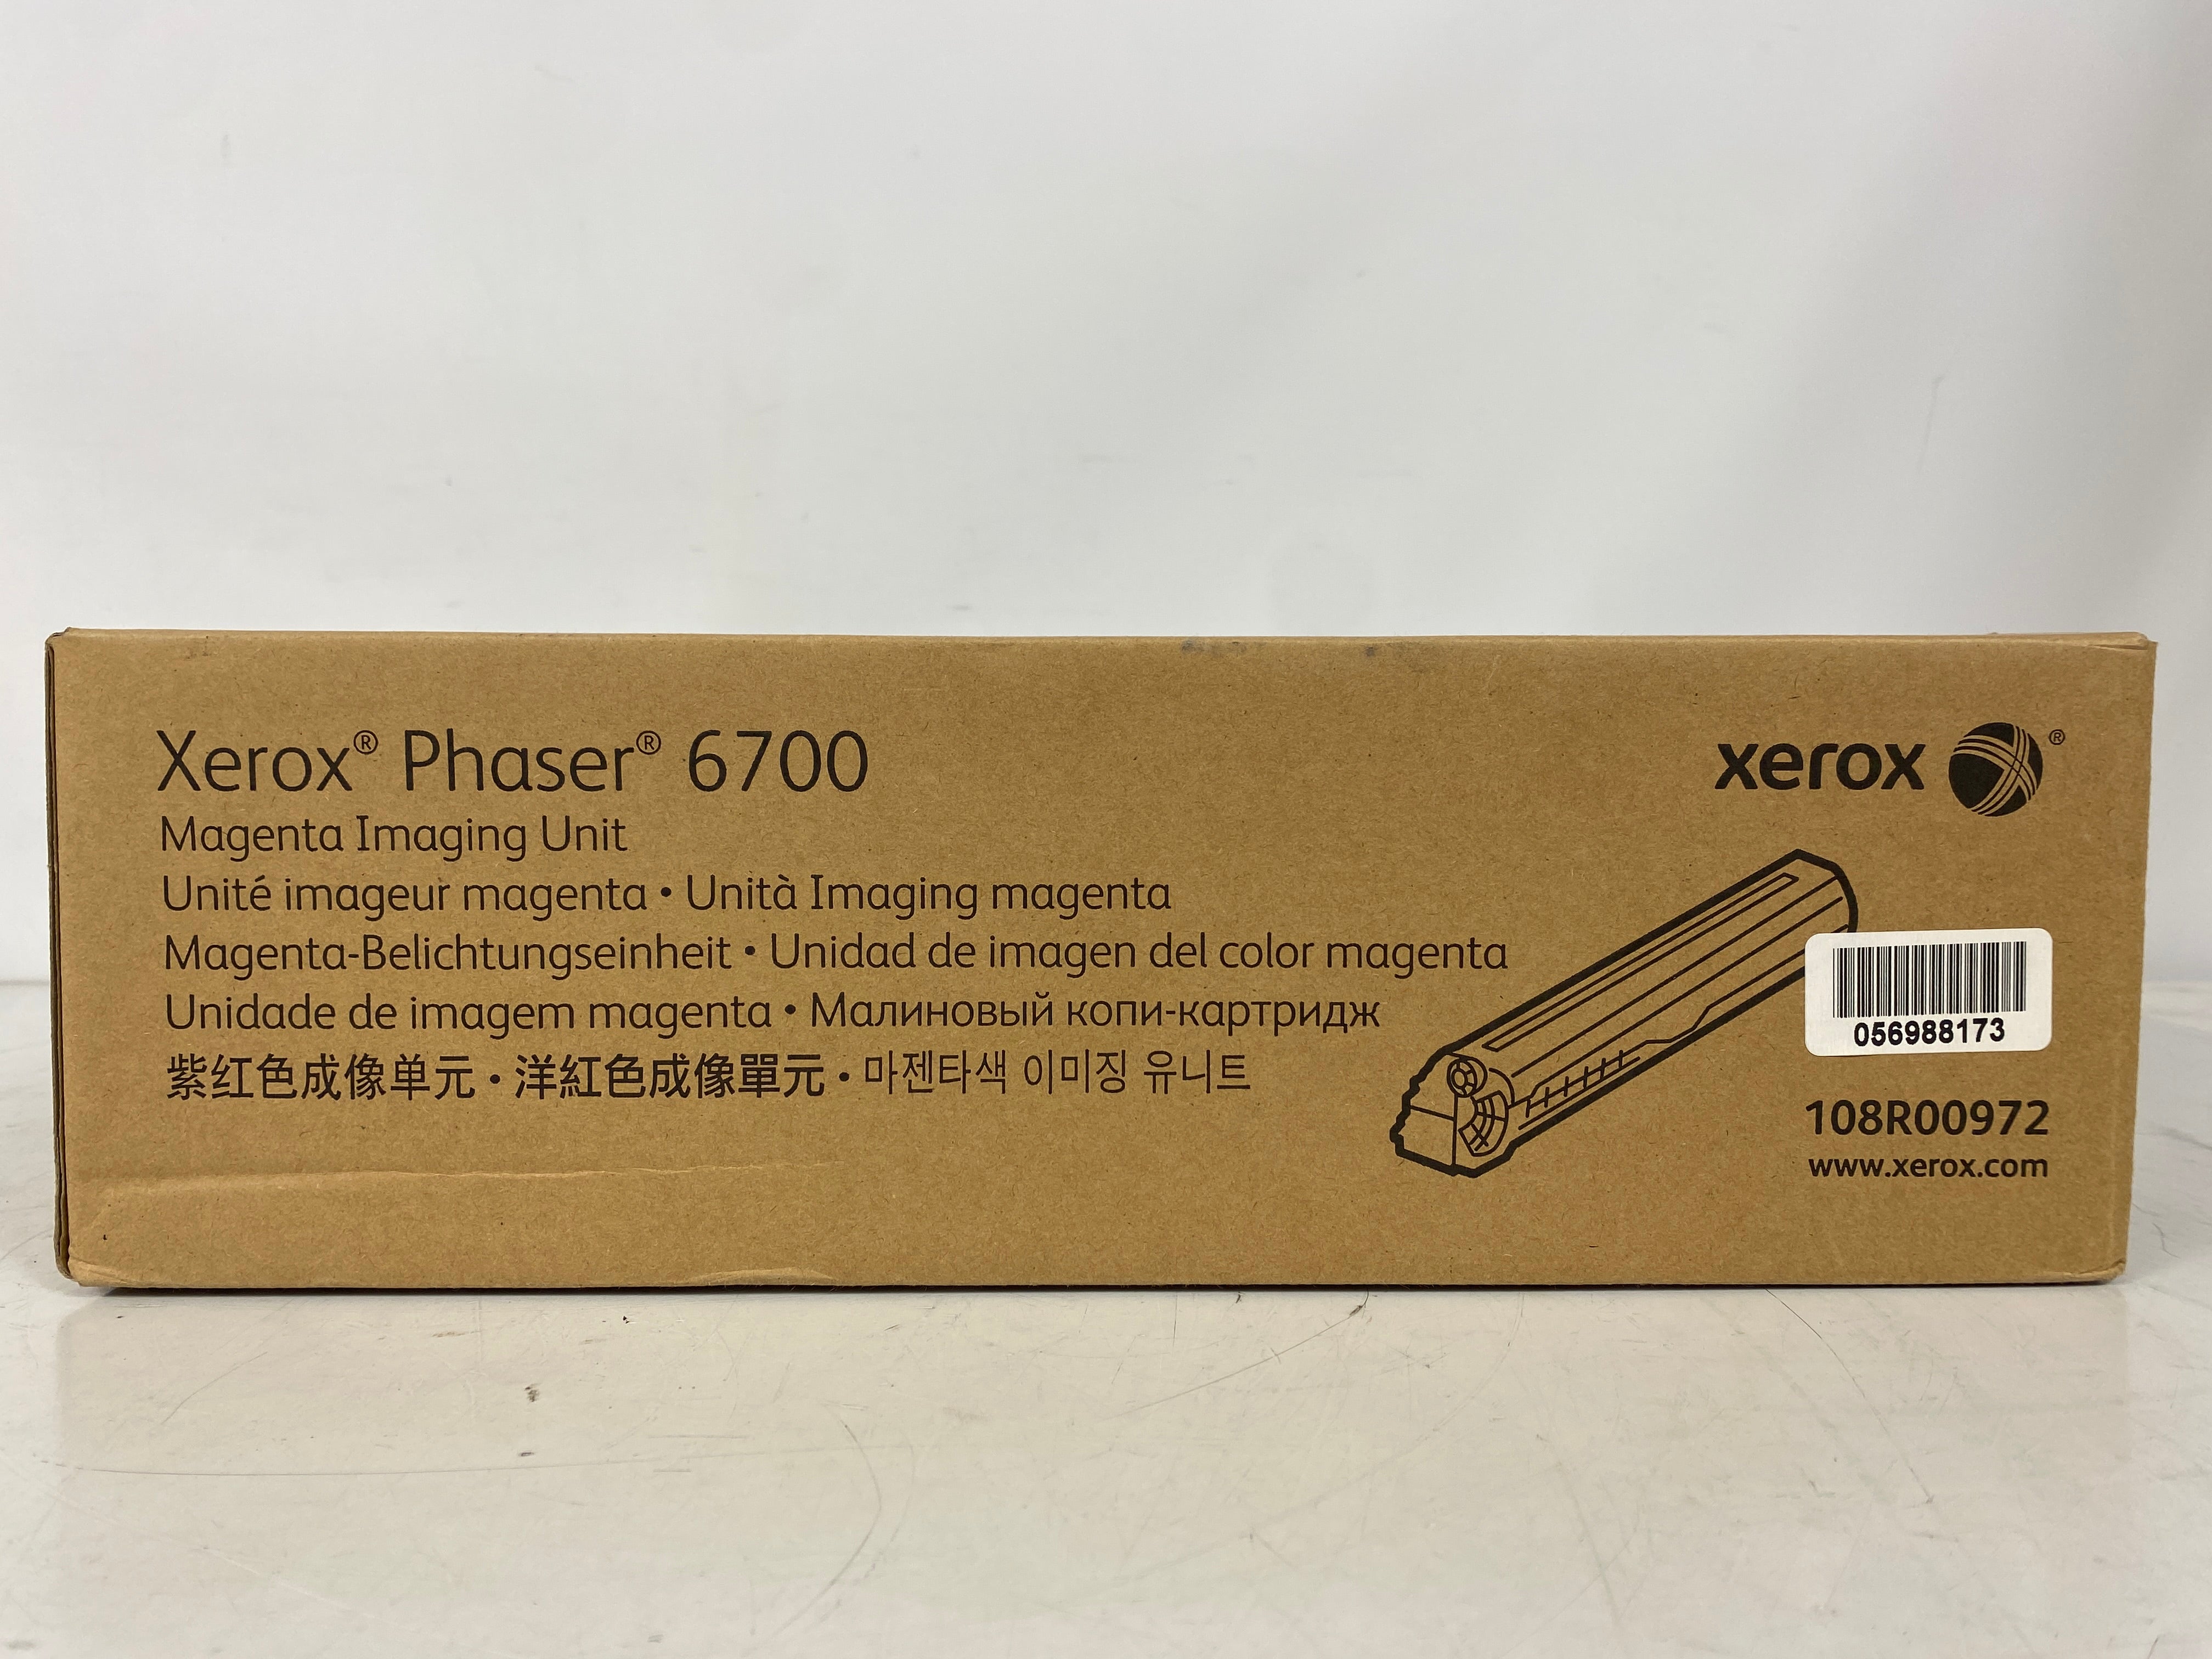 Xerox® Phaser® 6700
xerox ®
Magenta Imaging Unit
Unité imageur magenta • Unità Imaging magenta
Magenta-Belichtungseinheit • Unidad de imagen del color magenta
Unidade de imagem magenta • Малиновый копи-картридж
紫红色成像单元 • 洋紅色成像單元 • 마젠타색 이미징 유니트
056988173
108R00972
www.xerox.com